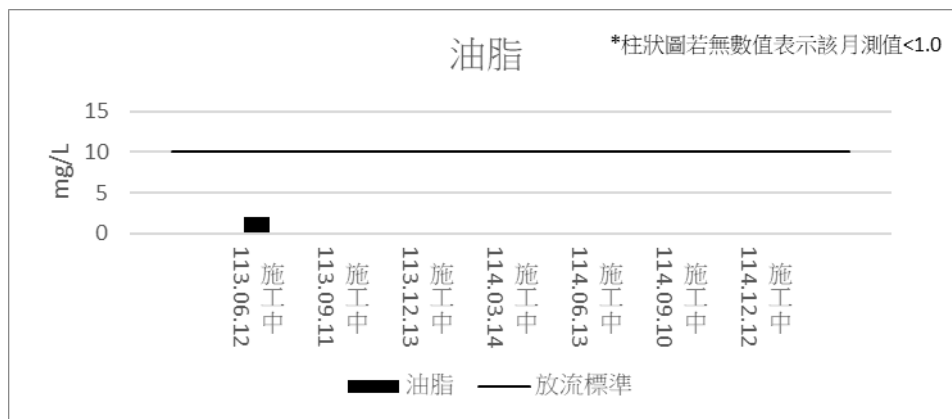 油脂
*柱狀圖若無數值表示該月測值<1.0
15
10
5
0
mg/L
113.06.12
施工中
113.09.11
施工中
113.12.13
施工中
114.03.14
施工中
114.06.13
施工中
114.09.10
施工中
114.12.12
施工中
油脂
放流標準